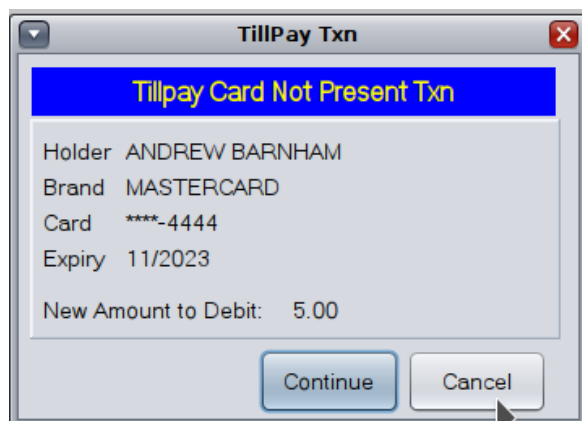 TillPay Txn
Tillpay Card Not Present Txn
Holder ANDREW BARNHAM
Brand MASTERCARD
Card ****-4444
Expiry 11/2023
New Amount to Debit: 5.00
Continue Cancel